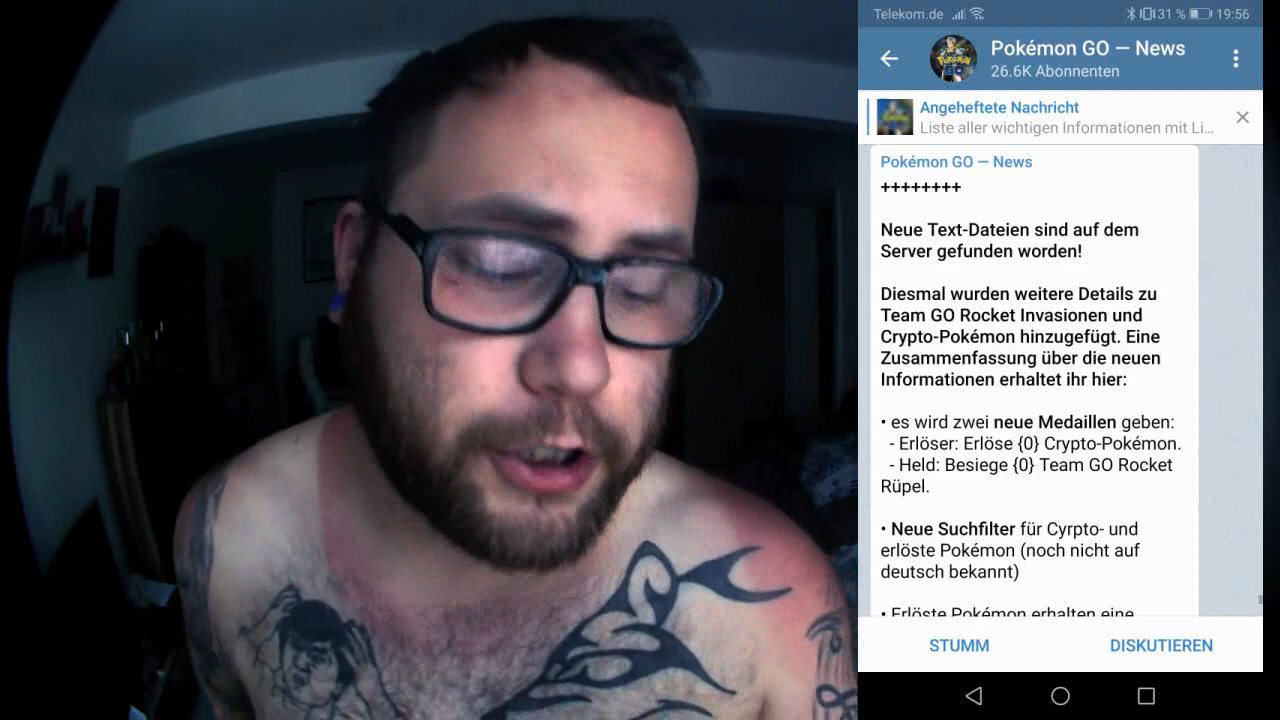 Telekom.de
31 %
19:56
Pokémon GO — News
26.6K Abonnenten
Angeheftete Nachricht
Liste aller wichtigen Informationen mit Li...
Pokémon GO — News
++++++++
Neue Text-Dateien sind auf dem
Server gefunden worden!
Diesmal wurden weitere Details zu
Team GO Rocket Invasionen und
Crypto-Pokémon hinzugefügt. Eine
Zusammenfassung über die neuen
Informationen erhaltet ihr hier:
• es wird zwei neue Medaillen geben:
- Erlöser: Erlöse {0} Crypto-Pokémon.
- Held: Besiege {0} Team GO Rocket
Rüpel.
• Neue Suchfilter für Cyrpto- und
erlöste Pokémon (noch nicht auf
deutsch bekannt)
• Erlöste Pokémon erhalten eine
STUMM
DISKUTIEREN